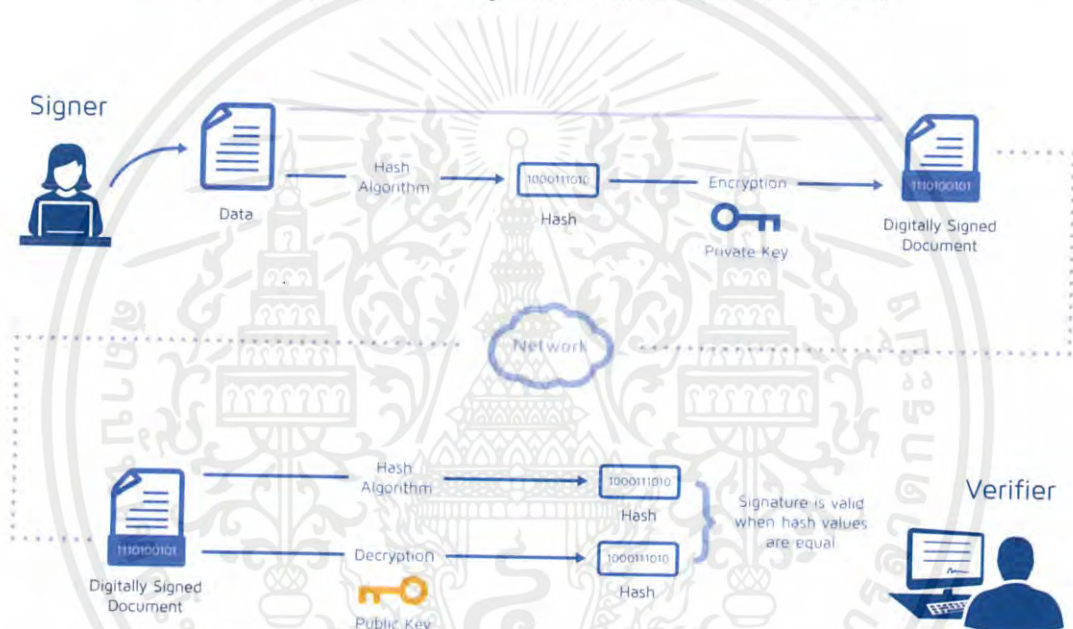 Signer
Data
Hash
Algorithm
1000111010
Hash
Encryption
Private Key
1110100101
Digitally Signed
Document
Network
1110100101
Digitally Signed
Document
Hash
Algorithm
1000111010
Hash
Decryption
Public Key
1000111010
Hash
Signature is valid
when hash values
are equal
Verifier